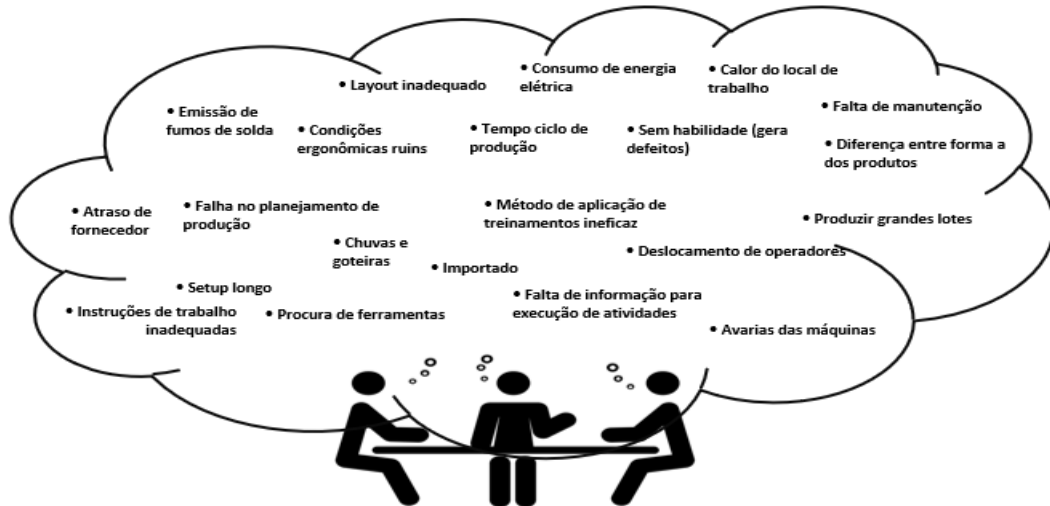 • Layout inadequado
• Consumo de energia
elétrica
• Calor do local de
trabalho
• Emissão de
fumos de solda
• Condições
ergonômicas ruins
• Tempo ciclo de
produção
• Sem habilidade (gera
defeitos)
• Falta de manutenção
• Diferença entre forma a
dos produtos
• Atraso de
fornecedor
• Falha no planejamento de
produção
• Método de aplicação de
treinamentos ineficaz
• Produzir grandes lotes
• Chuvas e
goteiras
• Importado
• Deslocamento de operadores
• Setup longo
• Instruções de trabalho
inadequadas
• Procura de ferramentas
• Falta de informação para
execução de atividades
• Avarias das máquinas